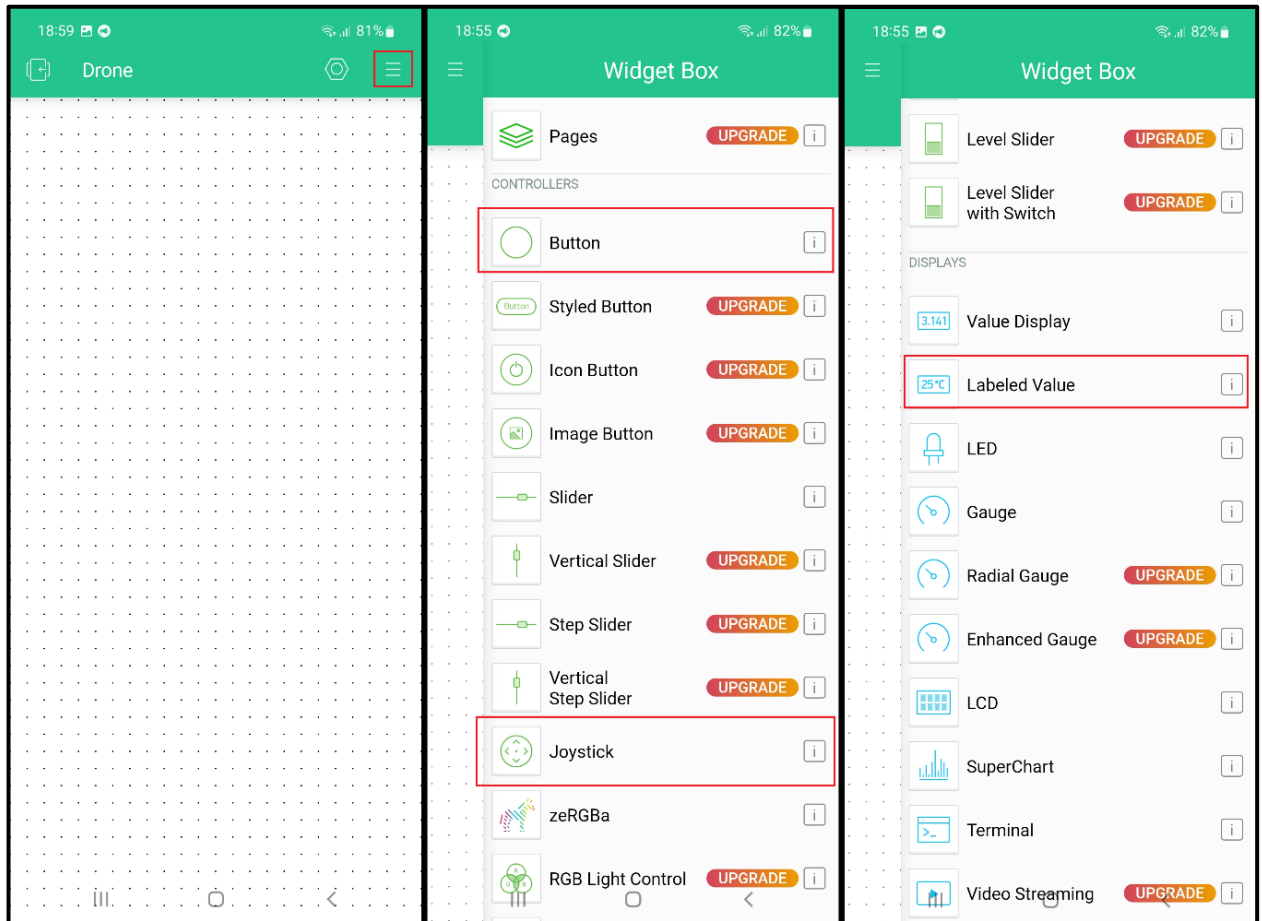 18:59 81%
Drone
18:55 82%
Widget Box
Pages UPGRADE i
CONTROLLERS
Button i
Button Styled Button UPGRADE i
Icon Button UPGRADE i
Image Button UPGRADE i
Slider i
Vertical Slider UPGRADE i
Step Slider UPGRADE i
Vertical
Step Slider UPGRADE i
Joystick i
zeRGBa i
RGB Light Control UPGRADE i
18:55 82%
Widget Box
Level Slider UPGRADE i
Level Slider
with Switch UPGRADE i
DISPLAYS
3.141 Value Display i
25°C Labeled Value i
LED i
Gauge i
Radial Gauge UPGRADE i
Enhanced Gauge UPGRADE i
LCD i
SuperChart i
Terminal i
Video Streaming UPGRADE i